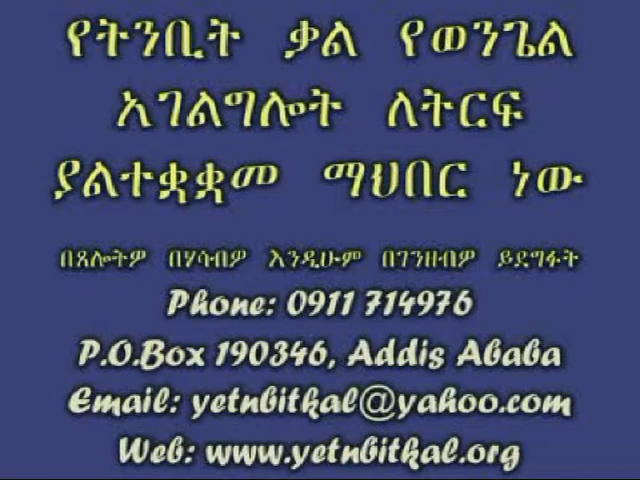 የትንቢት ቃል የወንጌል
አገልግሎት ለትርፍ
ያልተቋቋመ ማህበር ነው
በጸሎትዎ በሃሳብዎ እንዲሁም በገንዘብዎ ይደግፋት
Phone: 0911 714976
P.O.Box 190346, Addis Ababa
Email: yetnbitkal@yahoo.com
Web: www.yetnbitkal.org